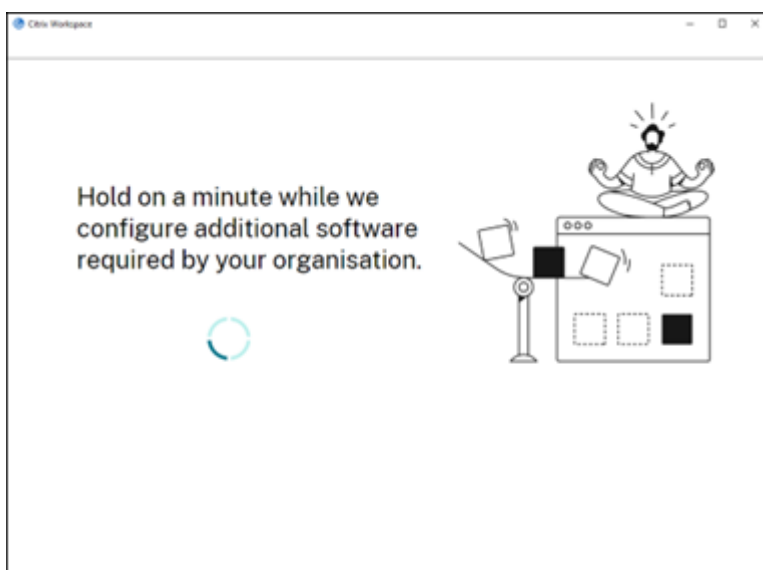 Citrix Workspace
Hold on a minute while we
configure additional software
required by your organisation.